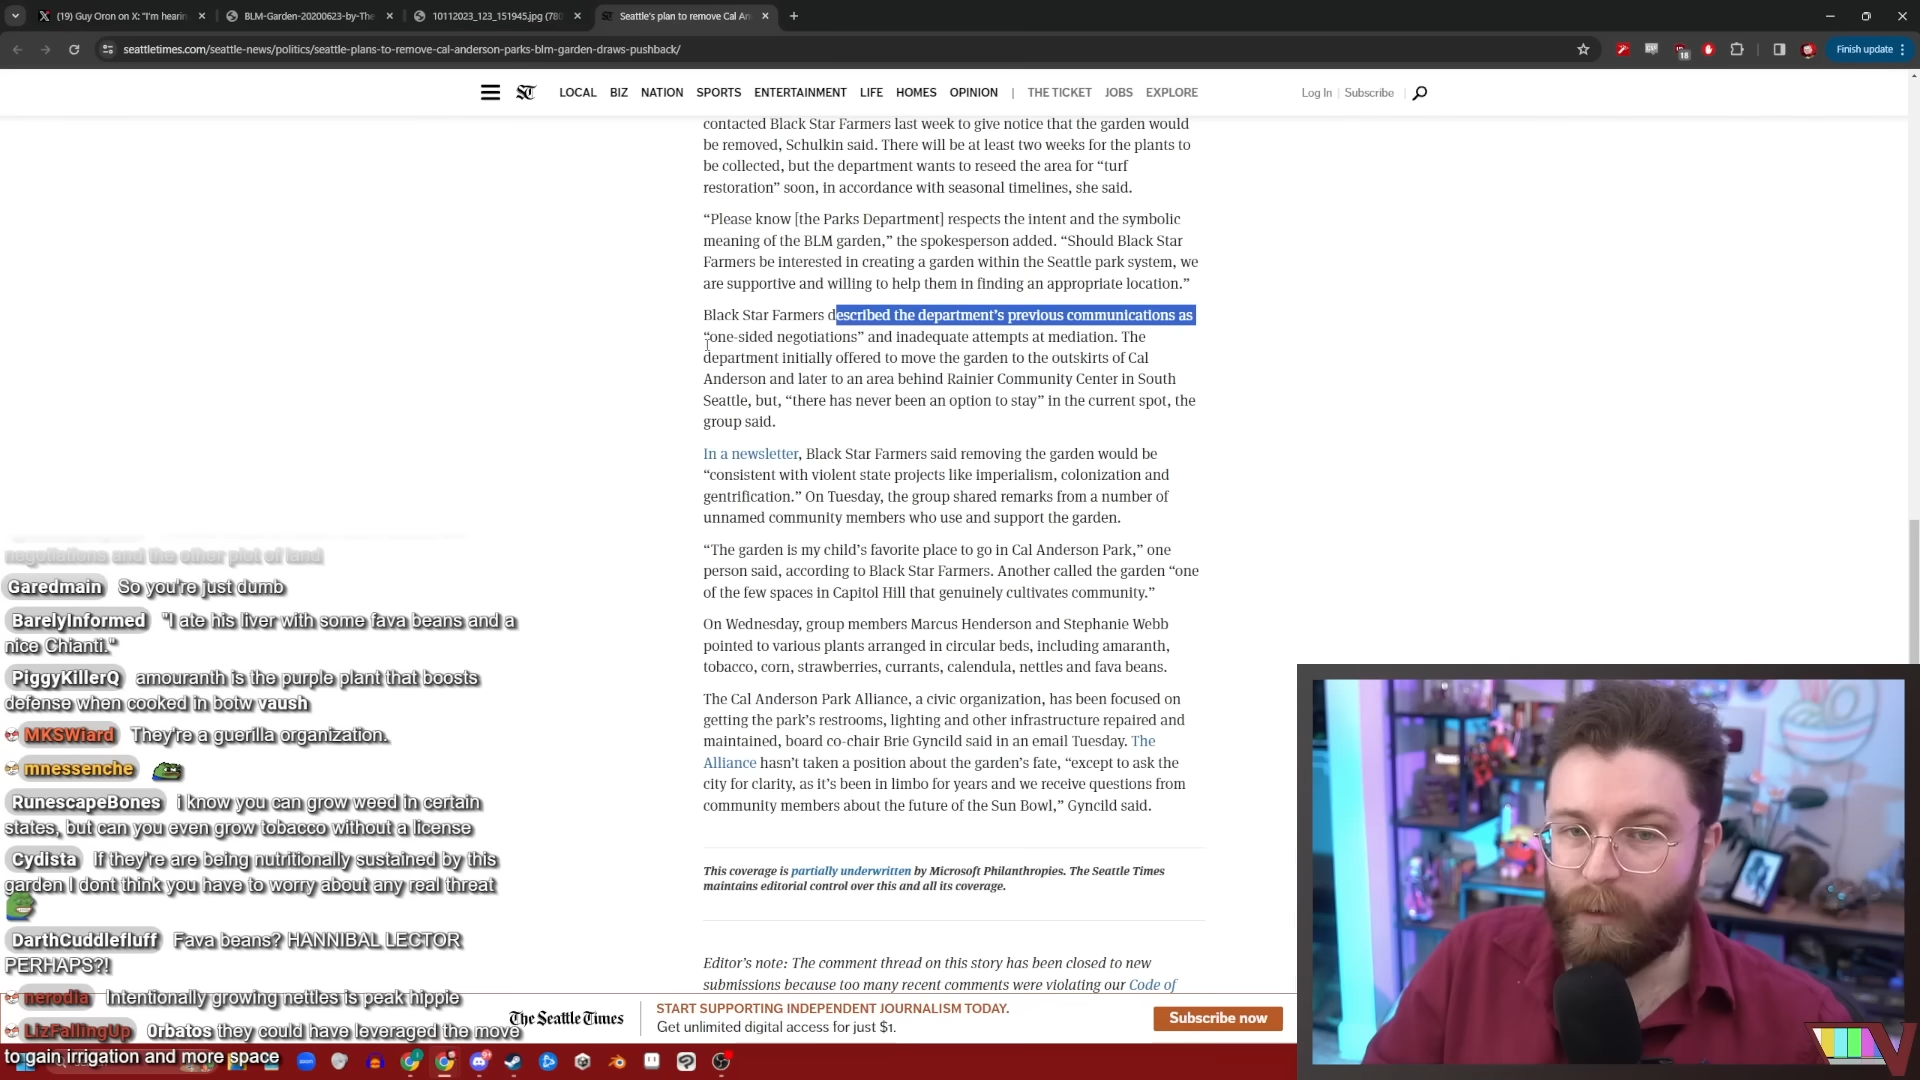 (19) Guy Oron on X: "I'm hearin
BLM-Garden-20200623-by-The
10112023_123_151945.jpg (780
Seattle's plan to remove Cal An
seattletimes.com/seattle-news/politics/seattle-plans-to-remove-cal-anderson-parks-blm-garden-draws-pushback/
18
Finish update
ST
LOCAL BIZ NATION SPORTS ENTERTAINMENT LIFE HOMES OPINION | THE TICKET JOBS EXPLORE
Log In | Subscribe
contacted Black Star Farmers last week to give notice that the garden would
be removed, Schulkin said. There will be at least two weeks for the plants to
be collected, but the department wants to reseed the area for “turf
restoration” soon, in accordance with seasonal timelines, she said.
“Please know [the Parks Department] respects the intent and the symbolic
meaning of the BLM garden,” the spokesperson added. “Should Black Star
Farmers be interested in creating a garden within the Seattle park system, we
are supportive and willing to help them in finding an appropriate location.”
Black Star Farmers described the department’s previous communications as
“one-sided negotiations” and inadequate attempts at mediation. The
department initially offered to move the garden to the outskirts of Cal
Anderson and later to an area behind Rainier Community Center in South
Seattle, but, “there has never been an option to stay” in the current spot, the
group said.
In a newsletter, Black Star Farmers said removing the garden would be
“consistent with violent state projects like imperialism, colonization and
gentrification.” On Tuesday, the group shared remarks from a number of
unnamed community members who use and support the garden.
“The garden is my child’s favorite place to go in Cal Anderson Park,” one
person said, according to Black Star Farmers. Another called the garden “one
of the few spaces in Capitol Hill that genuinely cultivates community.”
On Wednesday, group members Marcus Henderson and Stephanie Webb
pointed to various plants arranged in circular beds, including amaranth,
tobacco, corn, strawberries, currants, calendula, nettles and fava beans.
The Cal Anderson Park Alliance, a civic organization, has been focused on
getting the park’s restrooms, lighting and other infrastructure repaired and
maintained, board co-chair Brie Gyncild said in an email Tuesday. The
Alliance hasn’t taken a position about the garden’s fate, “except to ask the
city for clarity, as it’s been in limbo for years and we receive questions from
community members about the future of the Sun Bowl,” Gyncild said.
This coverage is partially underwritten by Microsoft Philanthropies. The Seattle Times
maintains editorial control over this and all its coverage.
Editor’s note: The comment thread on this story has been closed to new
submissions because too many recent comments were violating our Code of
The Seattle Times
START SUPPORTING INDEPENDENT JOURNALISM TODAY.
Get unlimited digital access for just $1.
Subscribe now
negotiations and the other plot of land
Garedmain So you're just dumb
BarelyInformed "I ate his liver with some fava beans and a
nice Chianti."
PiggyKillerQ amouranth is the purple plant that boosts
defense when cooked in botw vaush
MKSWiard They're a guerilla organization.
mnessenche
RunescapeBones i know you can grow weed in certain
states, but can you even grow tobacco without a license
Cydista If they're are being nutritionally sustained by this
garden I dont think you have to worry about any real threat
DarthCuddlefluff Fava beans? HANNIBAL LECTOR
PERHAPS?!
nerodia Intentionally growing nettles is peak hippie
LizFallingUp 0rbatos they could have leveraged the move
to gain irrigation and more space
V